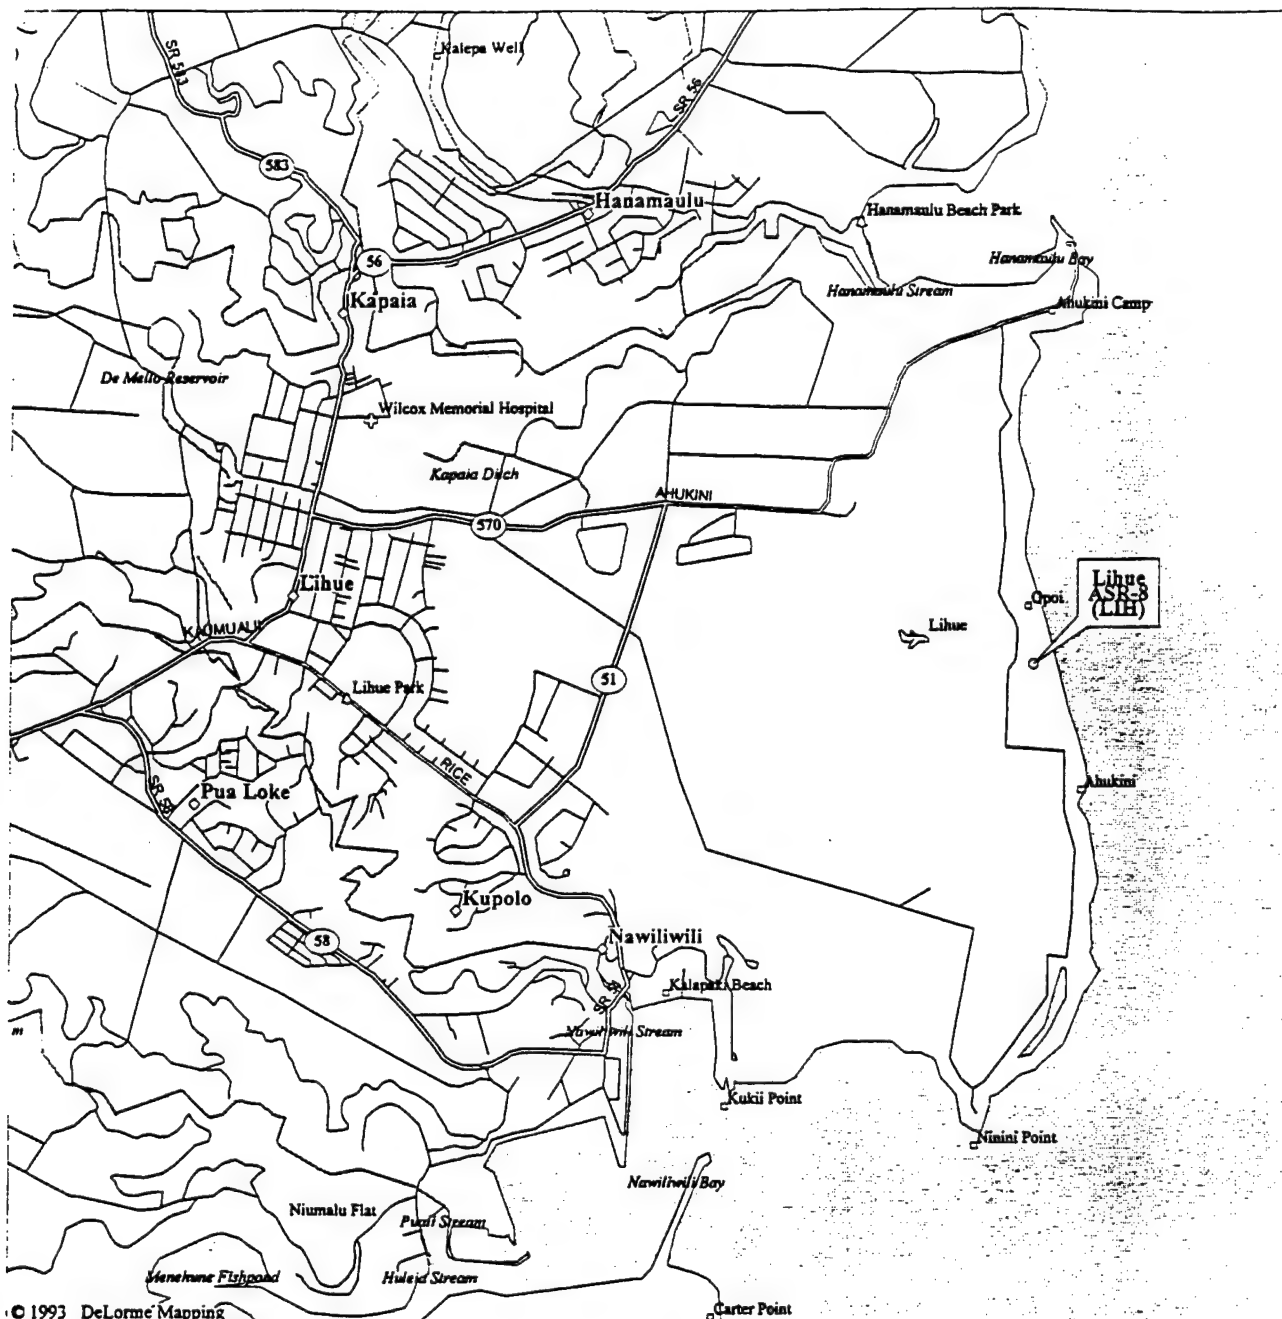 Kalepa Well
SR 583
SR 56
583
Hanamaulu
Hanamaulu Beach Park
56
Hanamaulu Bay
Hanamaulu Stream
Kapaia
Ahukini Camp
De Mello Reservoir
Wilcox Memorial Hospital
Kapaia Ditch
AHUKINI
570
Lihue
ASR-8
(LIH)
Lihue
Opoi
Lihue
KAUMUALII
51
Lihue Park
RICE
Ahukini
Pua Loke
SR 58
Kupolo
58
Nawiliwili
Kalapaki Beach
SR 58
m
Nawiliwili Stream
Kukii Point
Ninini Point
Nawiliwili Bay
Niumalu Flat
Puali Stream
Menehune Fishpond
Huleia Stream
© 1993 DeLorme Mapping
Carter Point